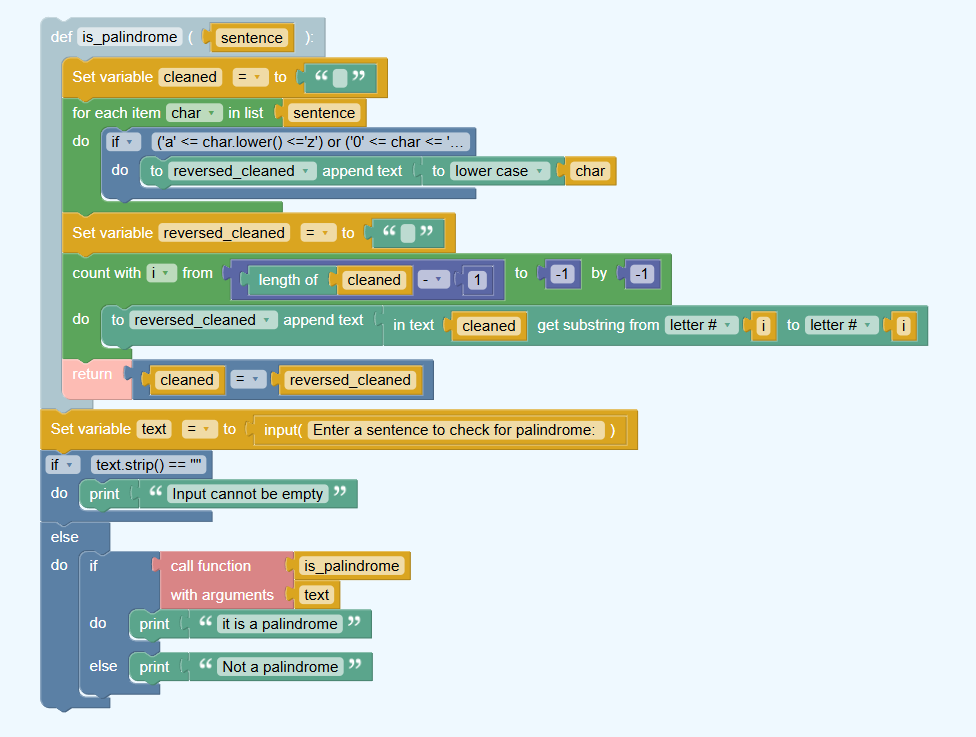 def is_palindrome ( sentence ):
Set variable cleaned = to “ ”
for each item char in list sentence
do if ('a' <= char.lower() <='z') or ('0' <= char <= '...
do to reversed_cleaned append text to lower case char
Set variable reversed_cleaned = to “ ”
count with i from length of cleaned - 1 to -1 by -1
do to reversed_cleaned append text in text cleaned get substring from letter # i to letter # i
return cleaned = reversed_cleaned
Set variable text = to input( Enter a sentence to check for palindrome: )
if text.strip() == ""
do print “ Input cannot be empty ”
else
do if call function is_palindrome
with arguments text
do print “ it is a palindrome ”
else print “ Not a palindrome ”